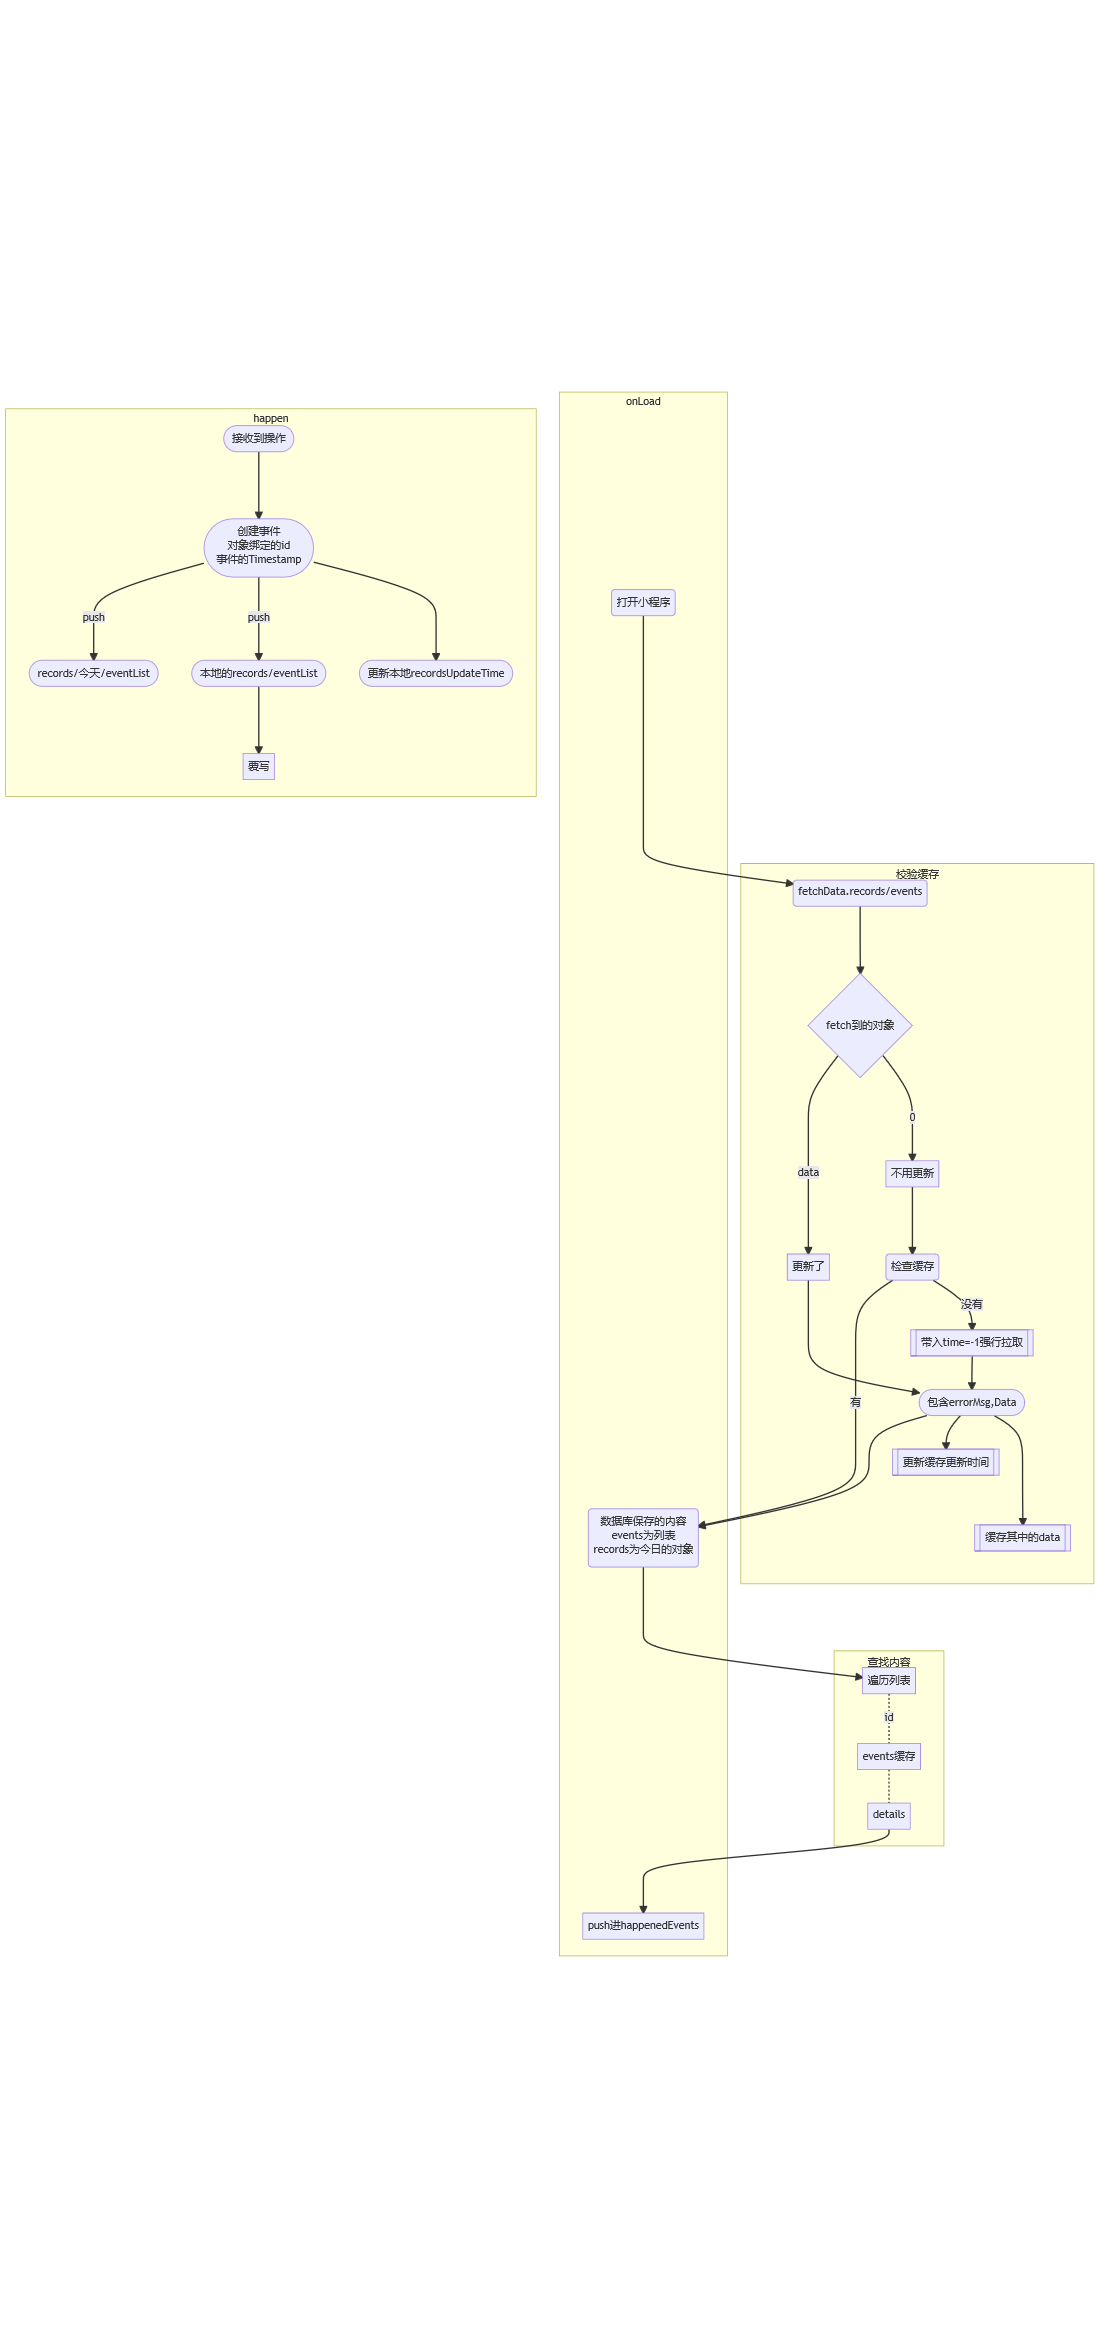 happen
接收到操作
创建事件
对象绑定的id
事件的Timestamp
push
push
records/今天/eventList
本地的records/eventList
更新本地recordsUpdateTime
覆写
onLoad
打开小程序
校验缓存
fetchData.records/events
fetch到的对象
0
data
不用更新
更新了
检查缓存
没有
带入time=-1强行拉取
有
包含errorMsg,Data
更新缓存更新时间
缓存其中的data
数据库保存的内容
events为列表
records为今日的对象
查找内容
遍历列表
id
events缓存
details
push进happenedEvents